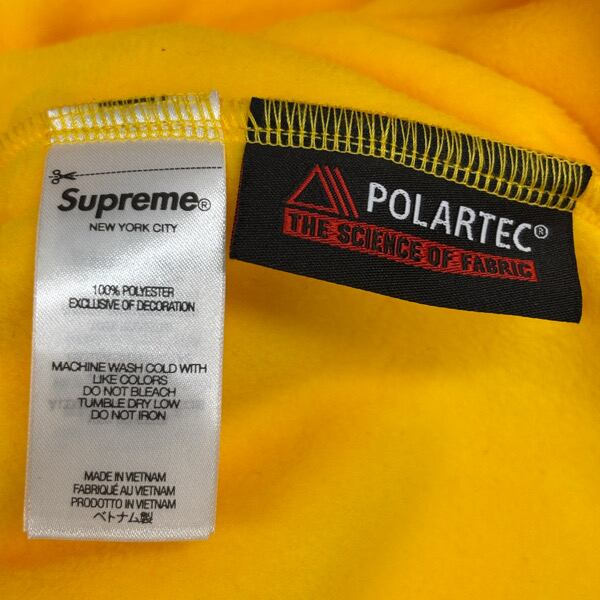 Supreme®
NEW YORK CITY
100% POLYESTER
EXCLUSIVE OF DECORATION
MACHINE WASH COLD WITH
LIKE COLORS
DO NOT BLEACH
TUMBLE DRY LOW
DO NOT IRON
MADE IN VIETNAM
FABRIQUÉ AU VIETNAM
PRODOTTO IN VIETNAM
ベトナム製
POLARTEC®
THE SCIENCE OF FABRIC